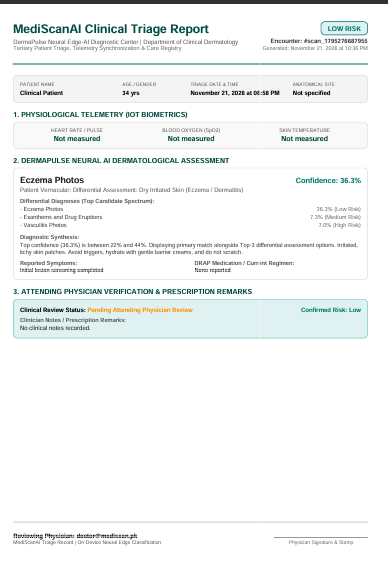 MediScanAI Clinical Triage Report
LOW RISK
DermaPulse Neural Edge-AI Diagnostic Center | Department of Clinical Dermatology
Tertiary Patient Triage, Telemetry Synchronization & Care Registry
Encounter: #scan_1795276687955
Generated: November 21, 2026 at 10:36 PM
PATIENT NAME
AGE / GENDER
TRIAGE DATE & TIME
ANATOMICAL SITE
Clinical Patient
34 yrs
November 21, 2026 at 08:58 PM
Not specified
1. PHYSIOLOGICAL TELEMETRY (IOT BIOMETRICS)
HEART RATE / PULSE
BLOOD OXYGEN (SpO2)
SKIN TEMPERATURE
Not measured
Not measured
Not measured
2. DERMAPULSE NEURAL AI DERMATOLOGICAL ASSESSMENT
Eczema Photos
Confidence: 36.3%
Patient Vernacular: Differential Assessment: Dry Irritated Skin (Eczema / Dermatitis)
Differential Diagnoses (Top Candidate Spectrum):
- Eczema Photos
36.3% (Low Risk)
- Exanthems and Drug Eruptions
7.3% (Medium Risk)
- Vasculitis Photos
7.0% (High Risk)
Diagnostic Synthesis:
Top confidence (36.3%) is between 22% and 44%. Displaying primary match alongside Top-3 differential assessment options. Irritated,
itchy skin patches. Avoid triggers, hydrate with gentle barrier creams, and do not scratch.
Reported Symptoms:
DRAP Medication / Current Regimen:
Initial lesion screening completed
None reported
3. ATTENDING PHYSICIAN VERIFICATION & PRESCRIPTION REMARKS
Clinical Review Status: Pending Attending Physician Review
Confirmed Risk: Low
Clinician Notes / Prescription Remarks:
No clinical notes recorded.
Reviewing Physician: doctor@mediscan.pk
MediScanAI Triage Record | On-Device Neural Edge Classification
Physician Signature & Stamp